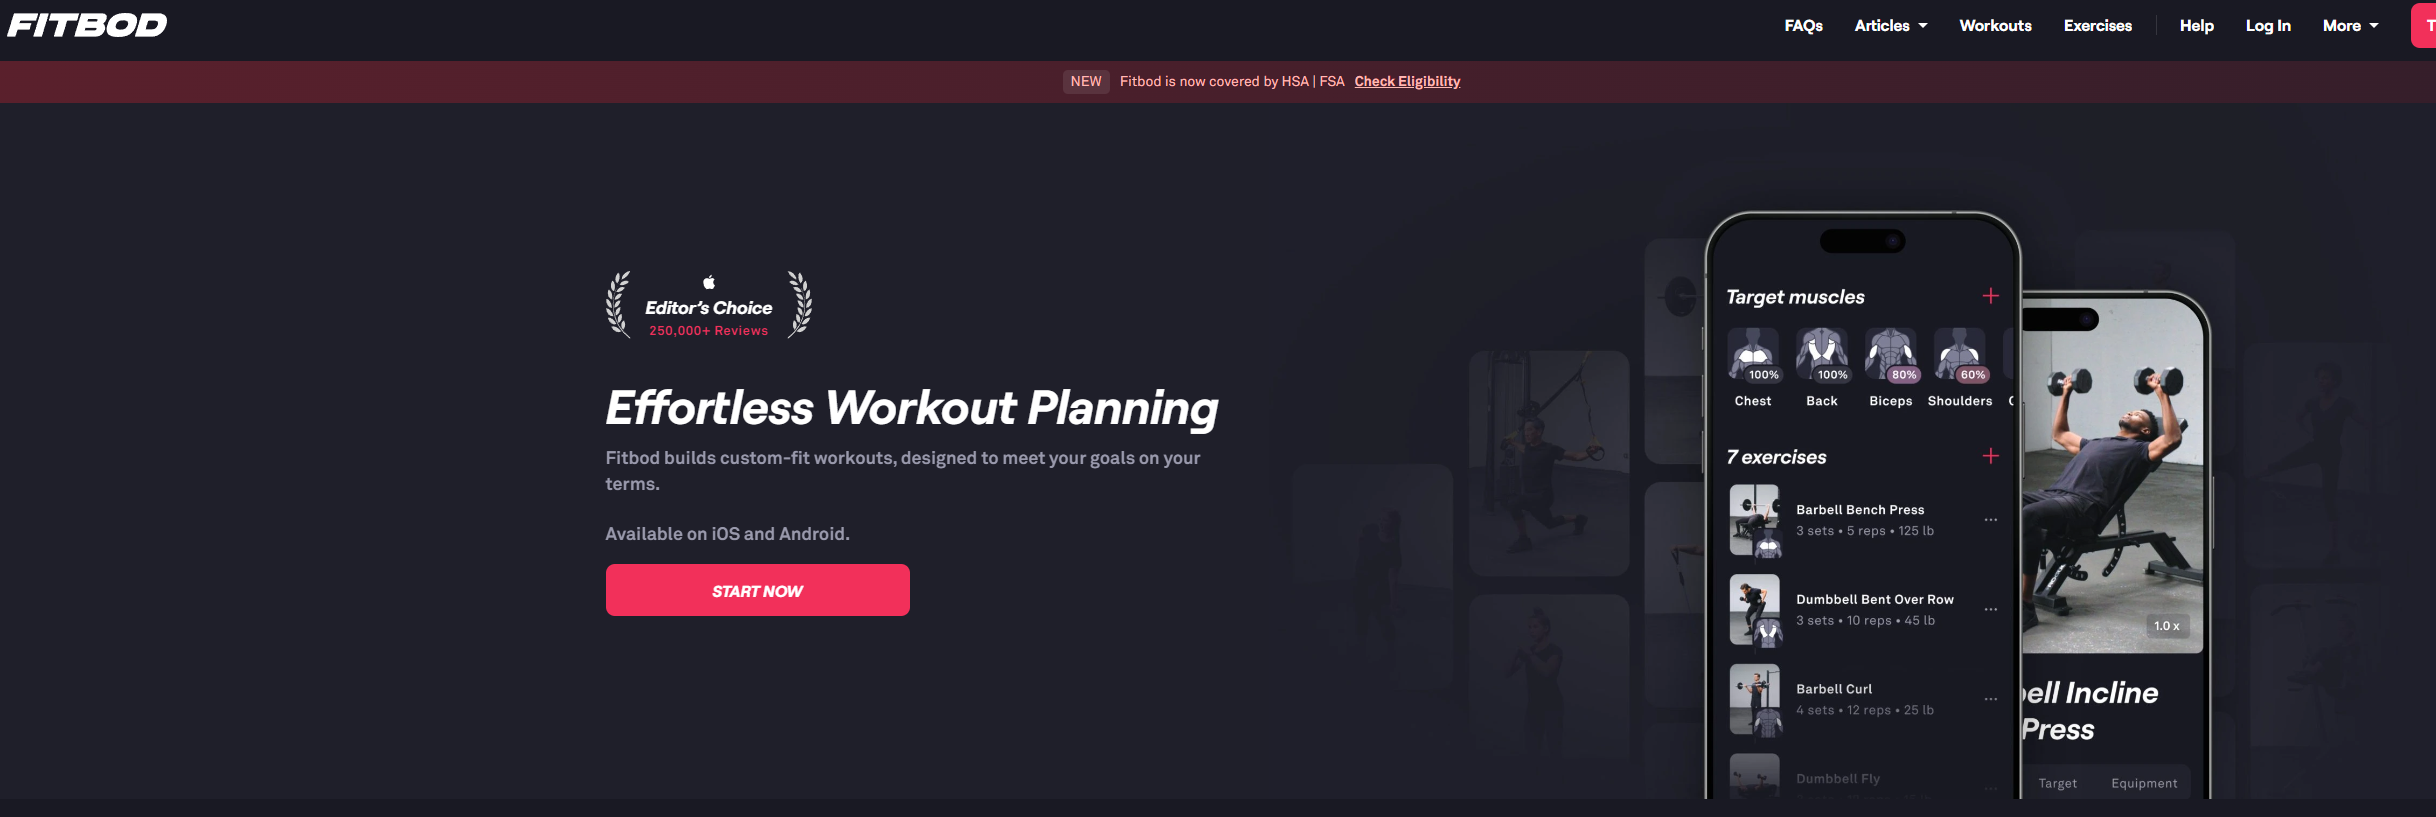 FITBOD
FAQs
Articles
Workouts
Exercises
Help
Log In
More
NEW
Fitbod is now covered by HSA | FSA Check Eligibility
Editor's Choice
250,000+ Reviews
Effortless Workout Planning
Fitbod builds custom-fit workouts, designed to meet your goals on your
terms.
Available on iOS and Android.
START NOW
Target muscles
100%
100%
80%
60%
Chest
Back
Biceps
Shoulders
7 exercises
Barbell Bench Press
3 sets • 5 reps • 125 lb
Dumbbell Bent Over Row
3 sets • 10 reps • 45 lb
Barbell Curl
4 sets • 12 reps • 25 lb
Dumbbell Fly
1.0 x
ell Incline
Press
Target
Equipment